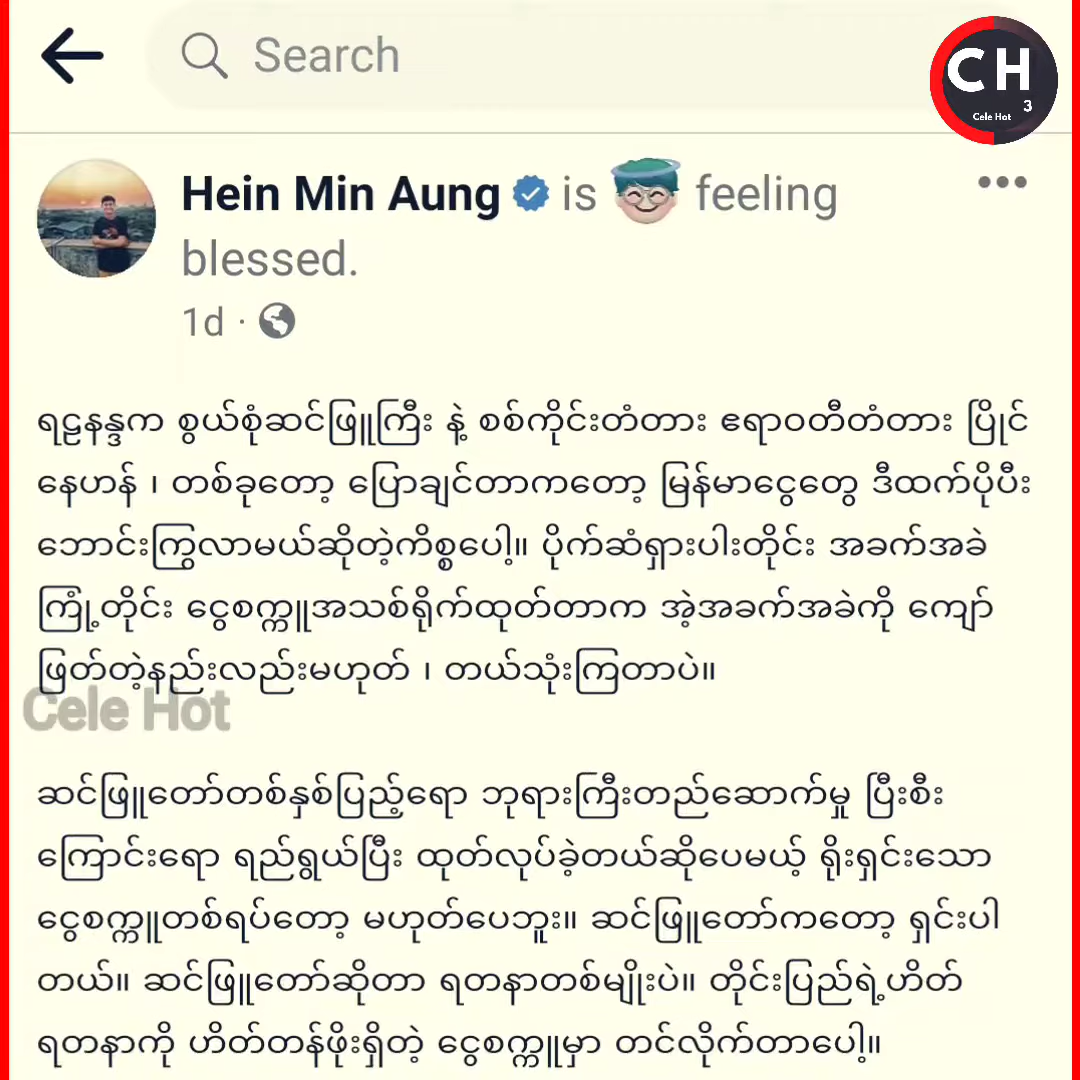 Search
CH
3
Cele Hot
Hein Min Aung is feeling
blessed.
1d ·
ရဋ္ဌနန္ဒက စွယ်စုံဆင်ဖြူကြီး နဲ့ စစ်ကိုင်းတံတား ဧရာဝတီတံတား ပြိုင်
နေဟန် ၊ တစ်ခုတော့ ပြောချင်တာကတော့ မြန်မာငွေတွေ ဒီထက်ပိုပီး
ဘောင်းကြွလာမယ်ဆိုတဲ့ကိစ္စပေါ့။ ပိုက်ဆံရှားပါးတိုင်း အခက်အခဲ
ကြုံ့တိုင်း ငွေစက္ကူအသစ်ရိုက်ထုတ်တာက အဲ့အခက်အခဲကို ကျော်
ဖြတ်တဲ့နည်းလည်းမဟုတ် ၊ တယ်သုံးကြတာပဲ။
Cele Hot
ဆင်ဖြူတော်တစ်နှစ်ပြည့်ရော ဘုရားကြီးတည်ဆောက်မှု ပြီးစီး
ကြောင်းရော ရည်ရွယ်ပြီး ထုတ်လုပ်ခဲ့တယ်ဆိုပေမယ့် ရိုးရှင်းသော
ငွေစက္ကူတစ်ရပ်တော့ မဟုတ်ပေဘူး။ ဆင်ဖြူတော်ကတော့ ရှင်းပါ
တယ်။ ဆင်ဖြူတော်ဆိုတာ ရတနာတစ်မျိုးပဲ။ တိုင်းပြည်ရဲ့ဟိတ်
ရတနာကို ဟိတ်တန်ဖိုးရှိတဲ့ ငွေစက္ကူမှာ တင်လိုက်တာပေါ့။